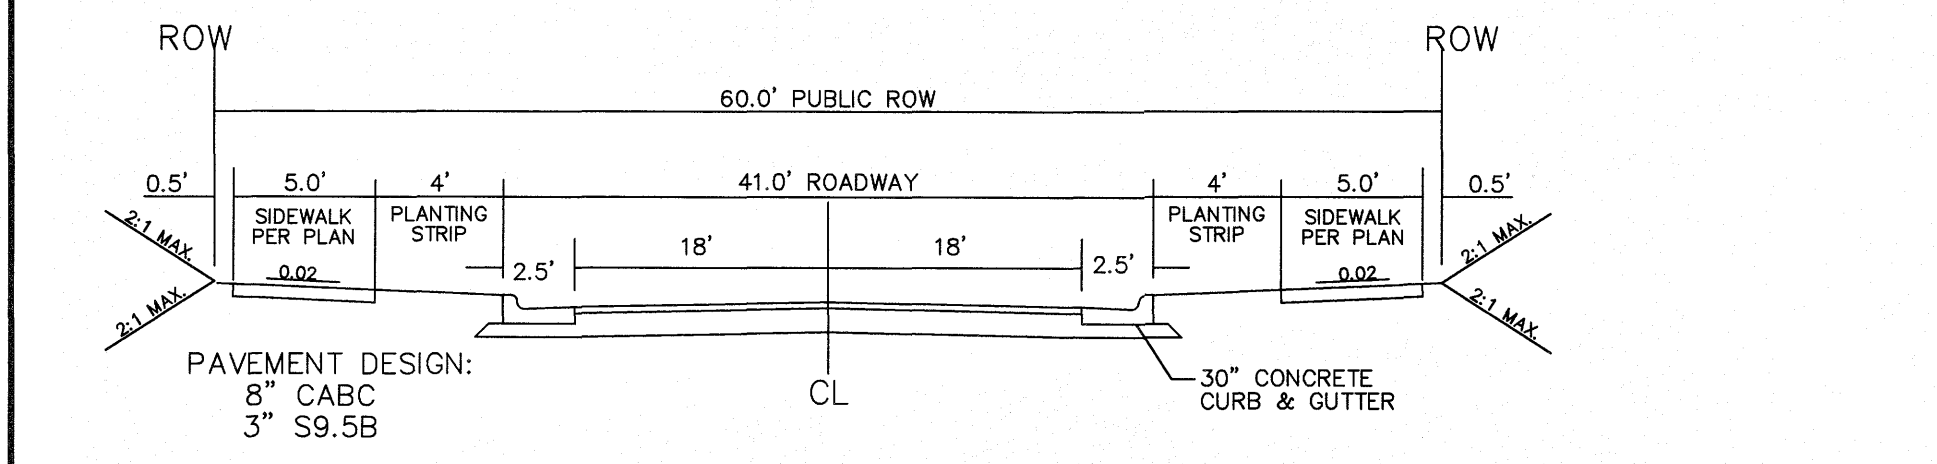 ROW
ROW
60.0' PUBLIC ROW
0.5'
5.0'
4'
41.0' ROADWAY
4'
5.0'
0.5'
SIDEWALK
PER PLAN
PLANTING
STRIP
PLANTING
STRIP
SIDEWALK
PER PLAN
2:1 MAX.
2:1 MAX.
18'
18'
2.5'
2.5'
0.02
0.02
2:1 MAX.
2:1 MAX.
PAVEMENT DESIGN:
8" CABC
3" S9.5B
CL
30" CONCRETE
CURB & GUTTER